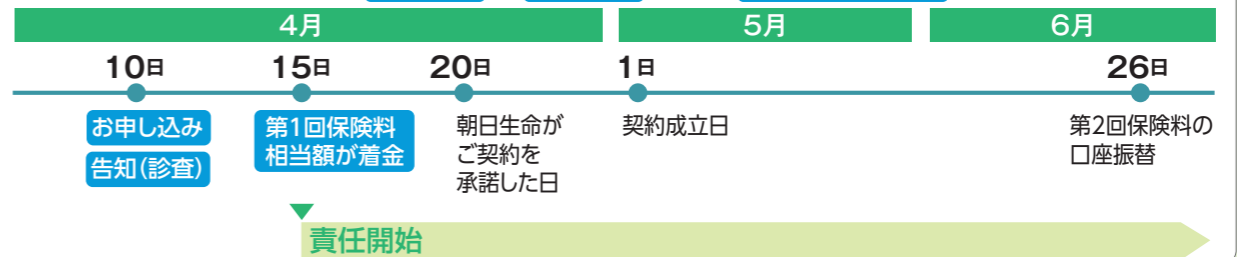 4月 5月 6月
10日 15日 20日 1日 26日
お申し込み
告知(診査)
第1回保険料
相当額が着金
朝日生命が
ご契約を
承諾した日
契約成立日
第2回保険料の
口座振替
責任開始